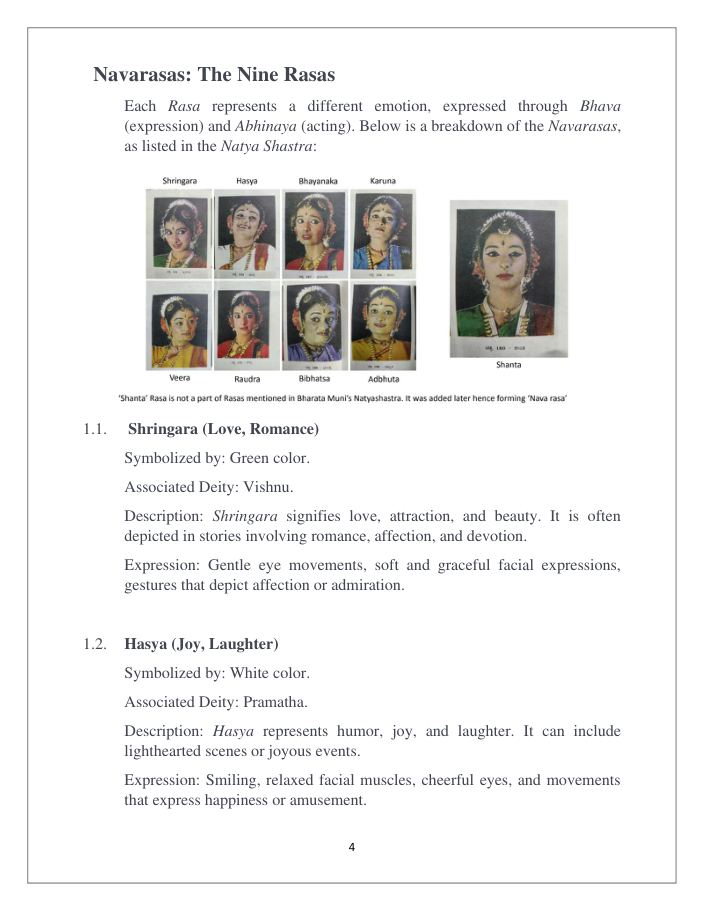 Navarasas: The Nine Rasas
Each Rasa represents a different emotion, expressed through Bhava
(expression) and Abhinaya (acting). Below is a breakdown of the Navarasas,
as listed in the Natya Shastra:
Shringara Hasya Bhayanaka Karuna
Veera Raudra Bibhatsa Adbhuta
Shanta
'Shanta' Rasa is not a part of Rasas mentioned in Bharata Muni's Natyashastra. It was added later hence forming 'Nava rasa'
1.1. Shringara (Love, Romance)
Symbolized by: Green color.
Associated Deity: Vishnu.
Description: Shringara signifies love, attraction, and beauty. It is often
depicted in stories involving romance, affection, and devotion.
Expression: Gentle eye movements, soft and graceful facial expressions,
gestures that depict affection or admiration.
1.2. Hasya (Joy, Laughter)
Symbolized by: White color.
Associated Deity: Pramatha.
Description: Hasya represents humor, joy, and laughter. It can include
lighthearted scenes or joyous events.
Expression: Smiling, relaxed facial muscles, cheerful eyes, and movements
that express happiness or amusement.
4